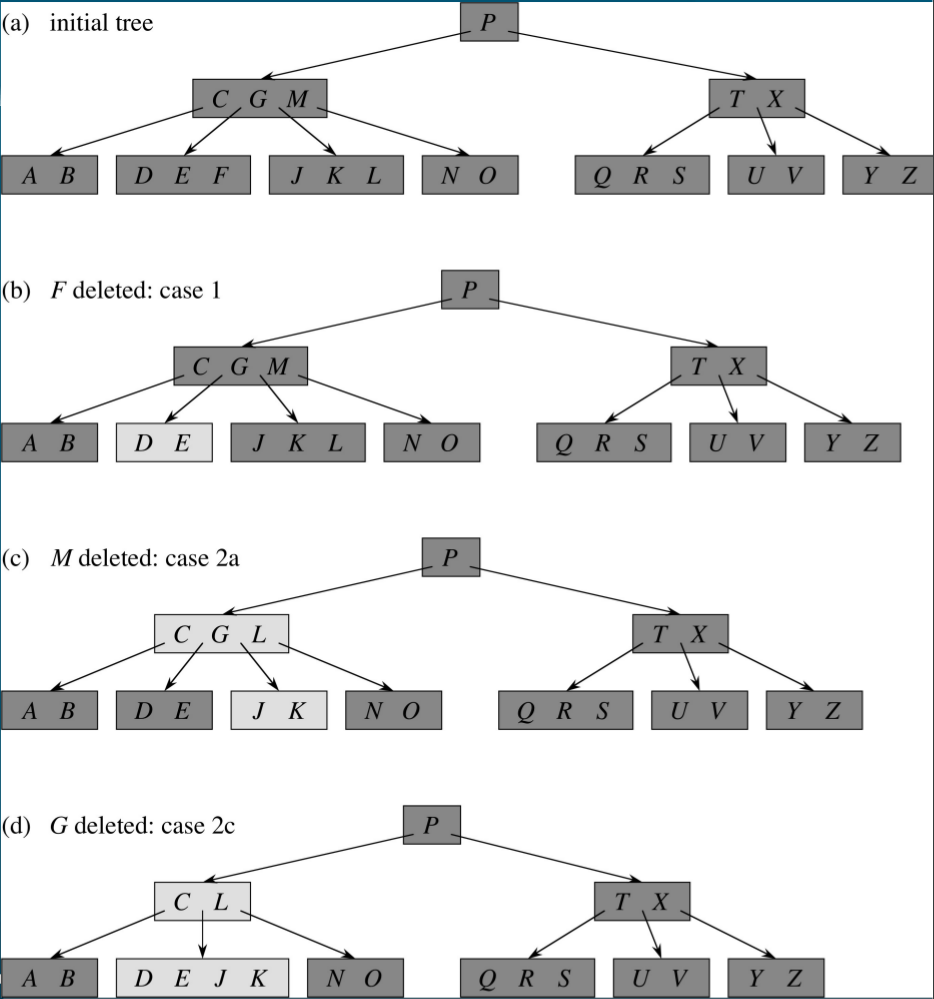 (a) initial tree
P
C G M
T X
A B
D E F
J K L
N O
Q R S
U V
Y Z
(b) F deleted: case 1
P
C G M
T X
A B
D E
J K L
N O
Q R S
U V
Y Z
(c) M deleted: case 2a
P
C G L
T X
A B
D E
J K
N O
Q R S
U V
Y Z
(d) G deleted: case 2c
P
C L
T X
A B
D E J K
N O
Q R S
U V
Y Z